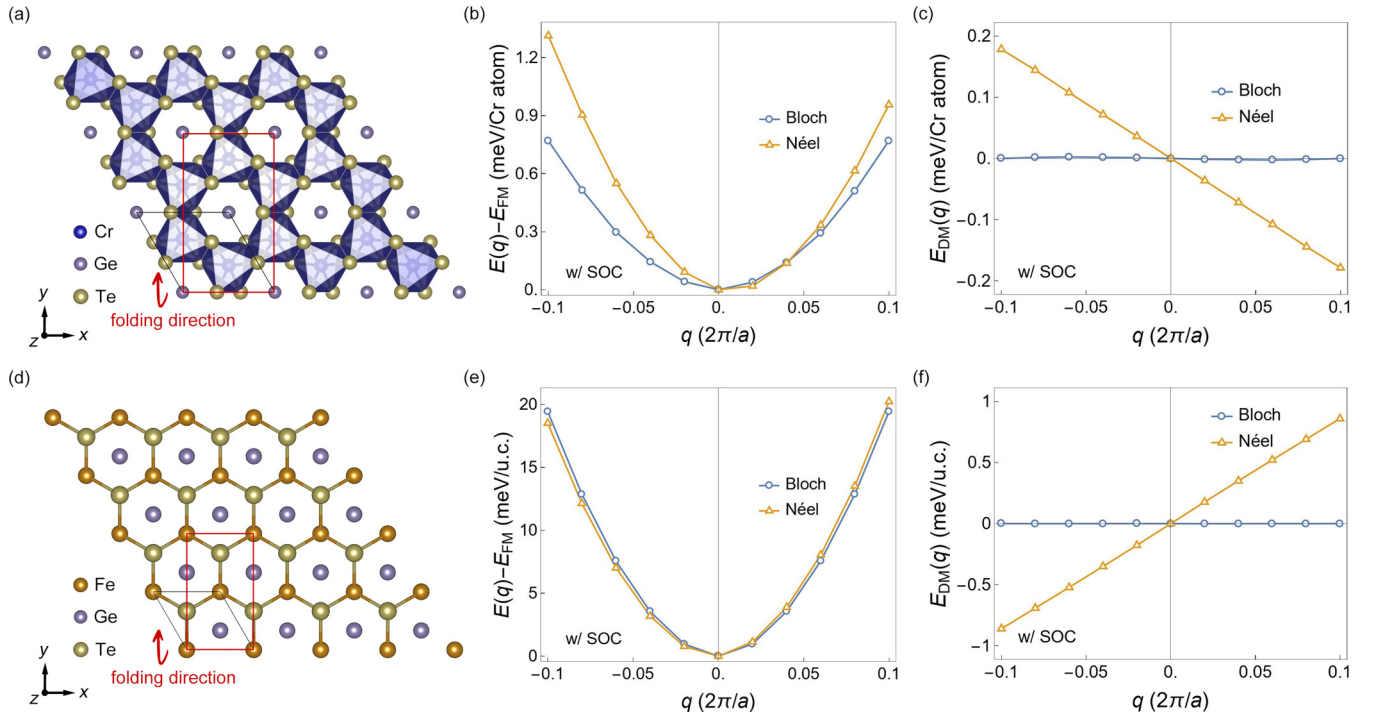 (a)
Cr
Ge
Te
y
z
x
folding direction
(b)
E(q)−E_FM (meV/Cr atom)
1.2
0.9
0.6
0.3
0.
Bloch
Néel
w/ SOC
−0.1
−0.05
0.
0.05
0.1
q (2π/a)
(c)
E_DM(q) (meV/Cr atom)
0.2
0.1
0.
−0.1
−0.2
Bloch
Néel
w/ SOC
−0.1
−0.05
0.
0.05
0.1
q (2π/a)
(d)
Fe
Ge
Te
y
z
x
folding direction
(e)
E(q)−E_FM (meV/u.c.)
20
15
10
5
0
Bloch
Néel
w/ SOC
−0.1
−0.05
0.
0.05
0.1
q (2π/a)
(f)
E_DM(q) (meV/u.c.)
1
0.5
0
−0.5
−1
Bloch
Néel
w/ SOC
−0.1
−0.05
0.
0.05
0.1
q (2π/a)